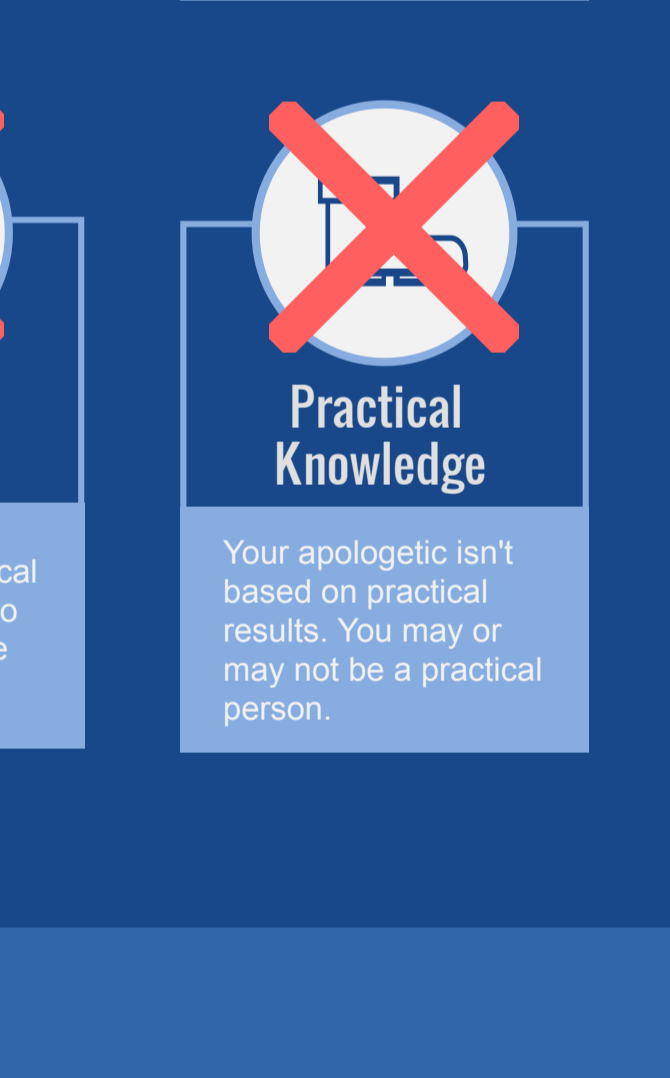 Practical
Knowledge
Your apologetic isn't
based on practical
results. You may or
may not be a practical
person.